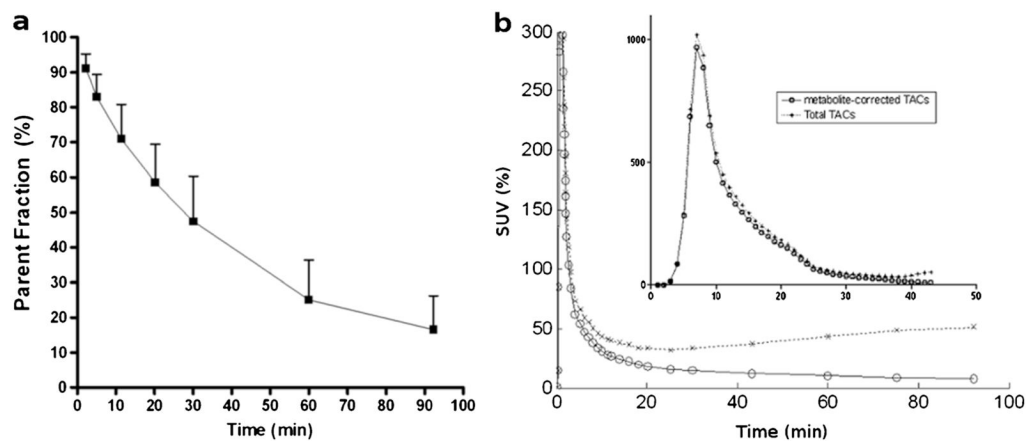 a
Parent Fraction (%)
100
90
80
70
60
50
40
30
20
10
0
0 10 20 30 40 50 60 70 80 90 100
Time (min)
b
SUV (%)
300
250
200
150
100
50
0
0 20 40 60 80
Time (min)
1000
500
0
0 10 20 30 40 50
metabolite-corrected TACs
Total TACs